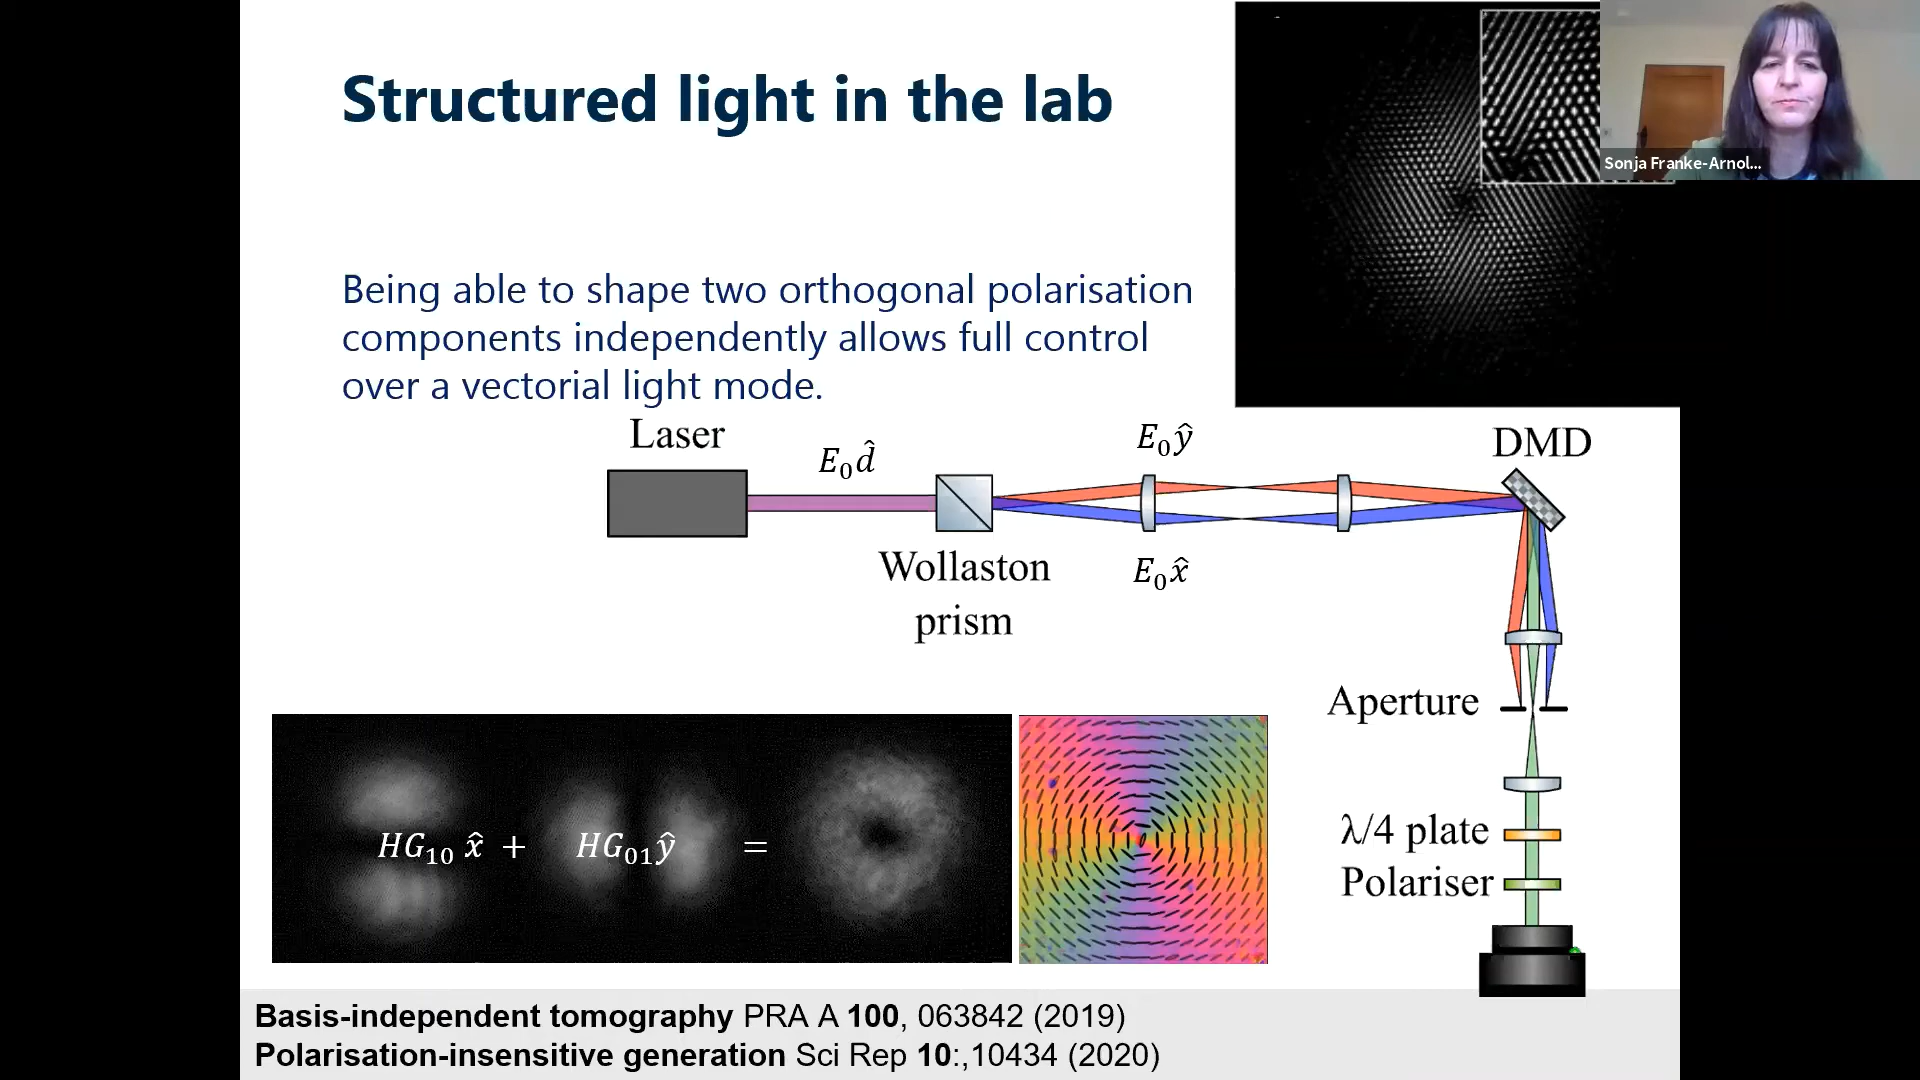 Structured light in the lab
Sonja Franke-Arnol...
Being able to shape two orthogonal polarisation
components independently allows full control
over a vectorial light mode.
Laser
E₀d̂
E₀ŷ
DMD
Wollaston
prism
E₀x̂
Aperture
λ/4 plate
Polariser
HG₁₀ x̂ + HG₀₁ŷ =
Basis-independent tomography PRA A 100, 063842 (2019)
Polarisation-insensitive generation Sci Rep 10:,10434 (2020)